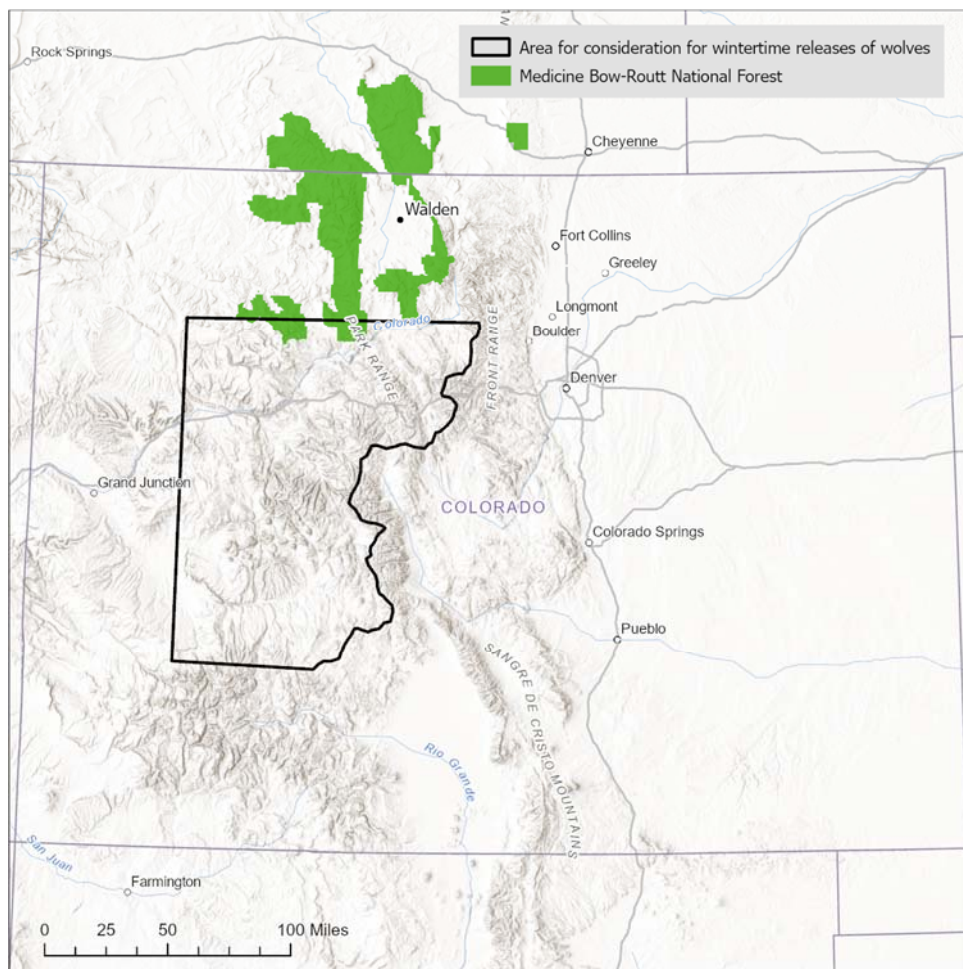 Rock Springs
Area for consideration for wintertime releases of wolves
Medicine Bow-Routt National Forest
Cheyenne
Walden
Fort Collins
Greeley
Longmont
Boulder
Colorado
PARK RANGE
FRONT RANGE
Denver
Grand Junction
COLORADO
Colorado Springs
Pueblo
SANGRE DE CRISTO MOUNTAINS
Rio Grande
San Juan
Farmington
0 25 50 100 Miles